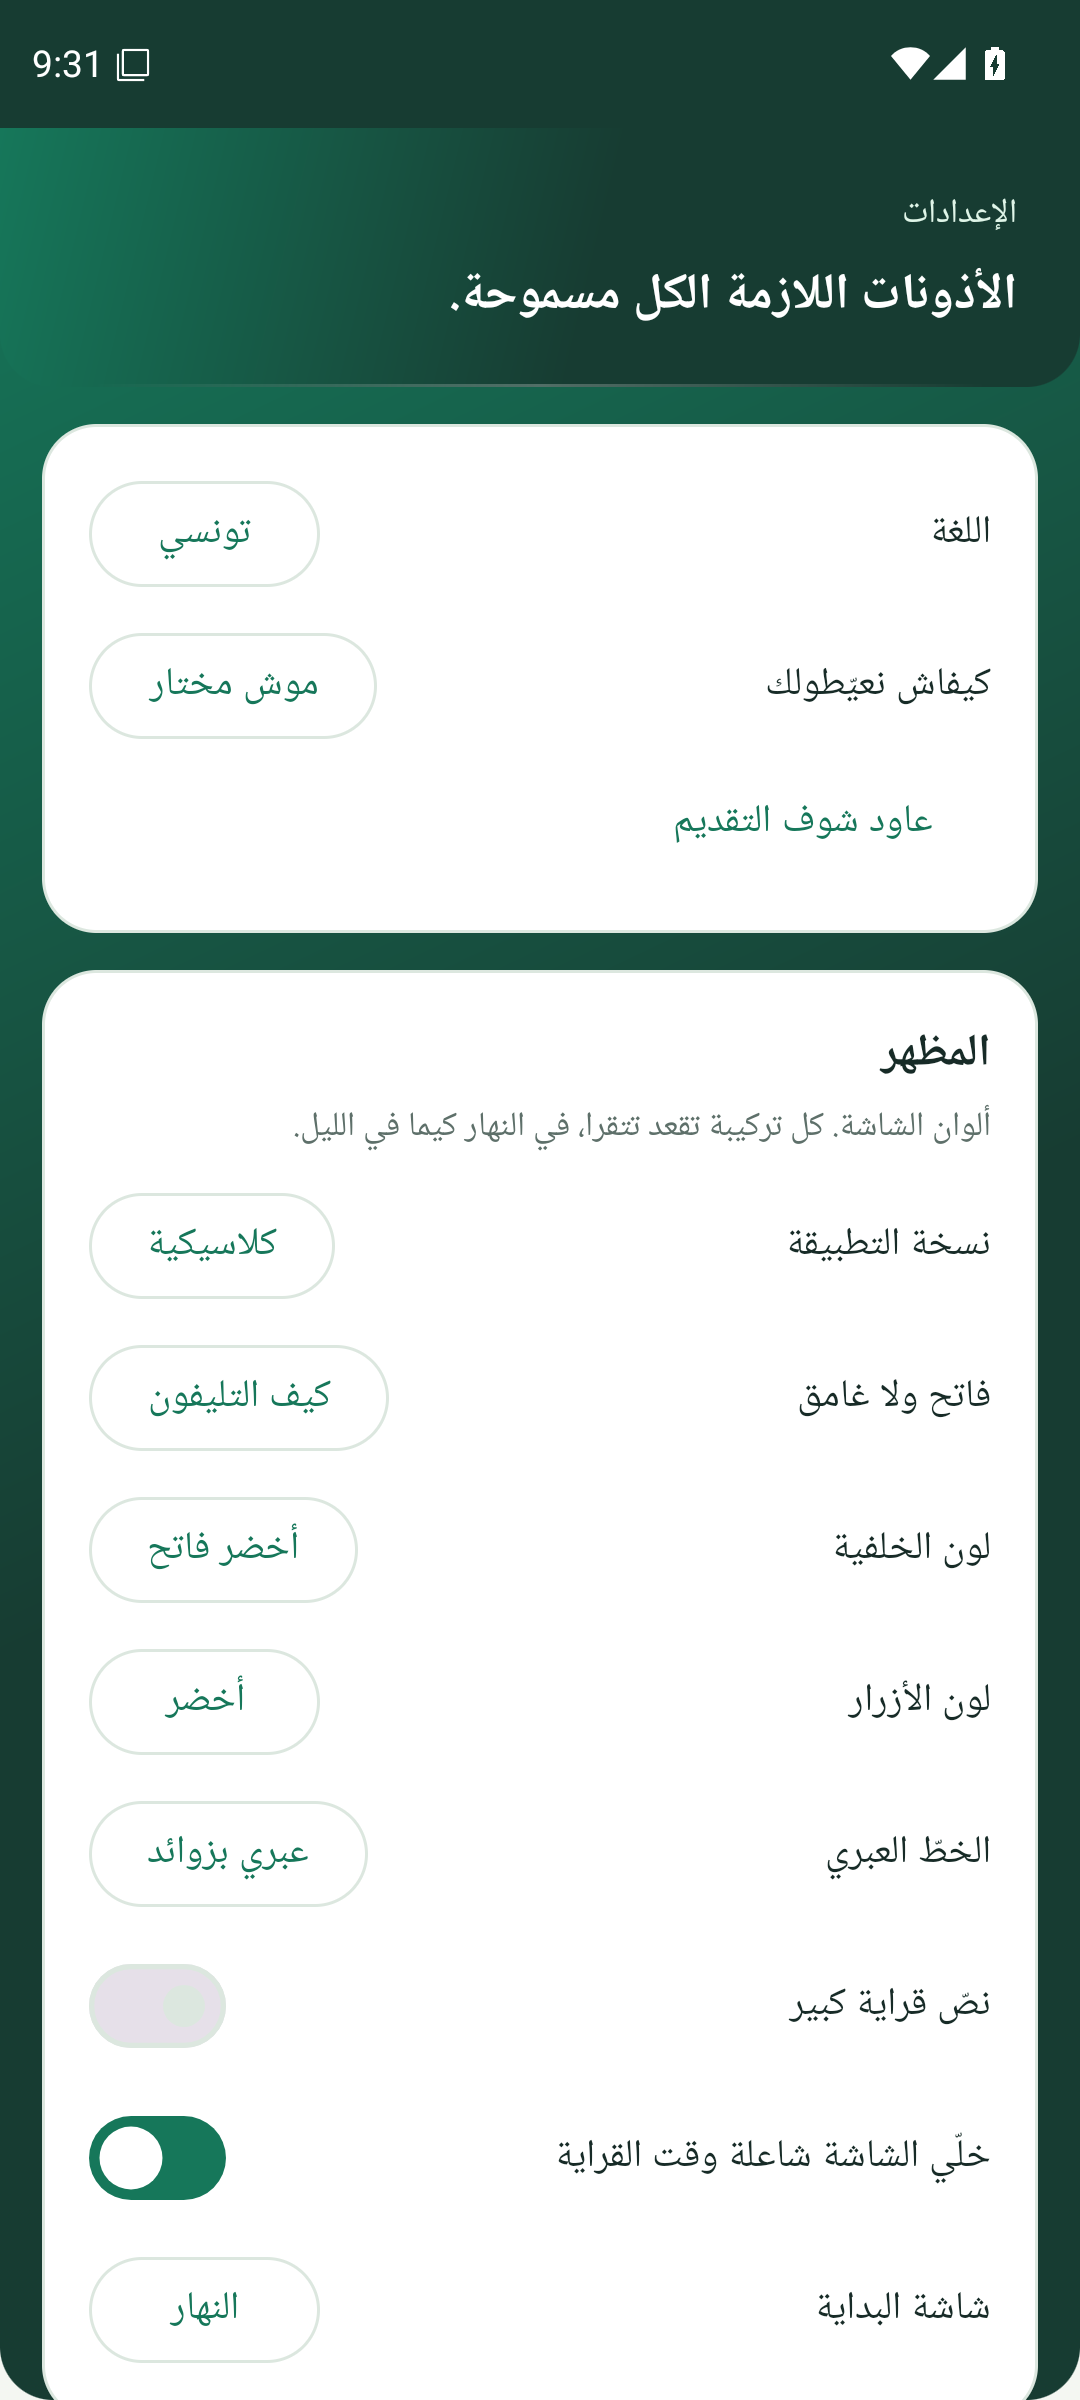 9:31
الإعدادات
الأذونات اللازمة الكل مسموحة.
اللغة
تونسي
كيفاش نعيّطولك
موش مختار
عاود شوف التقديم
المظهر
ألوان الشاشة. كل تركيبة تقعد تتقرا، في النهار كيما في الليل.
نسخة التطبيقة
كلاسيكية
فاتح ولا غامق
كيف التليفون
لون الخلفية
أخضر فاتح
لون الأزرار
أخضر
الخطّ العبري
عبري بزوائد
نصّ قراية كبير
خلّي الشاشة شاعلة وقت القراية
شاشة البداية
النهار